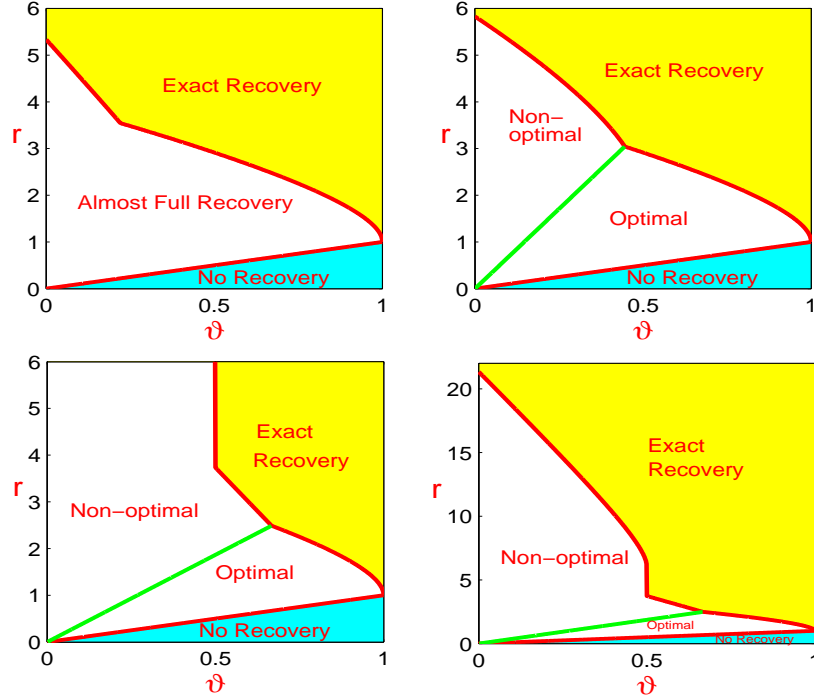 6
5
4
3
2
1
0
r
Exact Recovery
Almost Full Recovery
No Recovery
0
0.5
1
ϑ
6
5
4
3
2
1
0
r
Exact Recovery
Non–
optimal
Optimal
No Recovery
0
0.5
1
ϑ
6
5
4
3
2
1
0
r
Exact
Recovery
Non–optimal
Optimal
No Recovery
0
0.5
1
ϑ
20
15
10
5
0
r
Exact
Recovery
Non–optimal
Optimal
No Recovery
0
0.5
1
ϑ